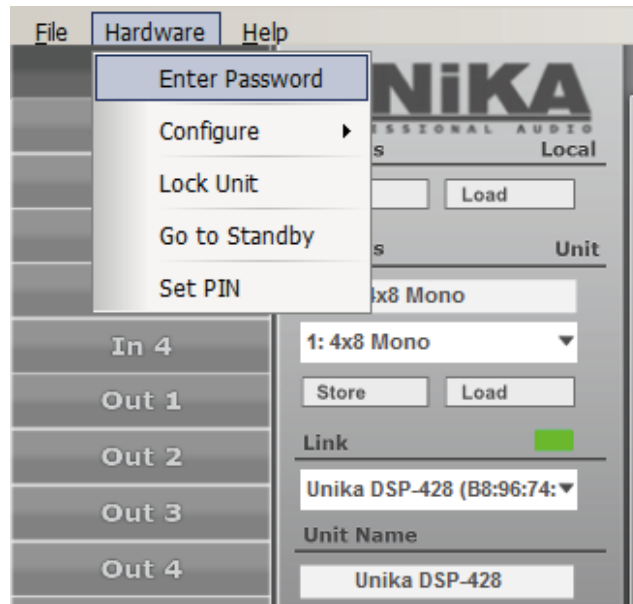 File Hardware Help
Enter Password
Configure
Lock Unit
Go to Standby
Set PIN
NiKA
AUDIO
Local
Load
Unit
4x8 Mono
In 4
Out 1
Out 2
Out 3
Out 4
1: 4x8 Mono
Store Load
Link
Unika DSP-428 (B8:96:74:
Unit Name
Unika DSP-428